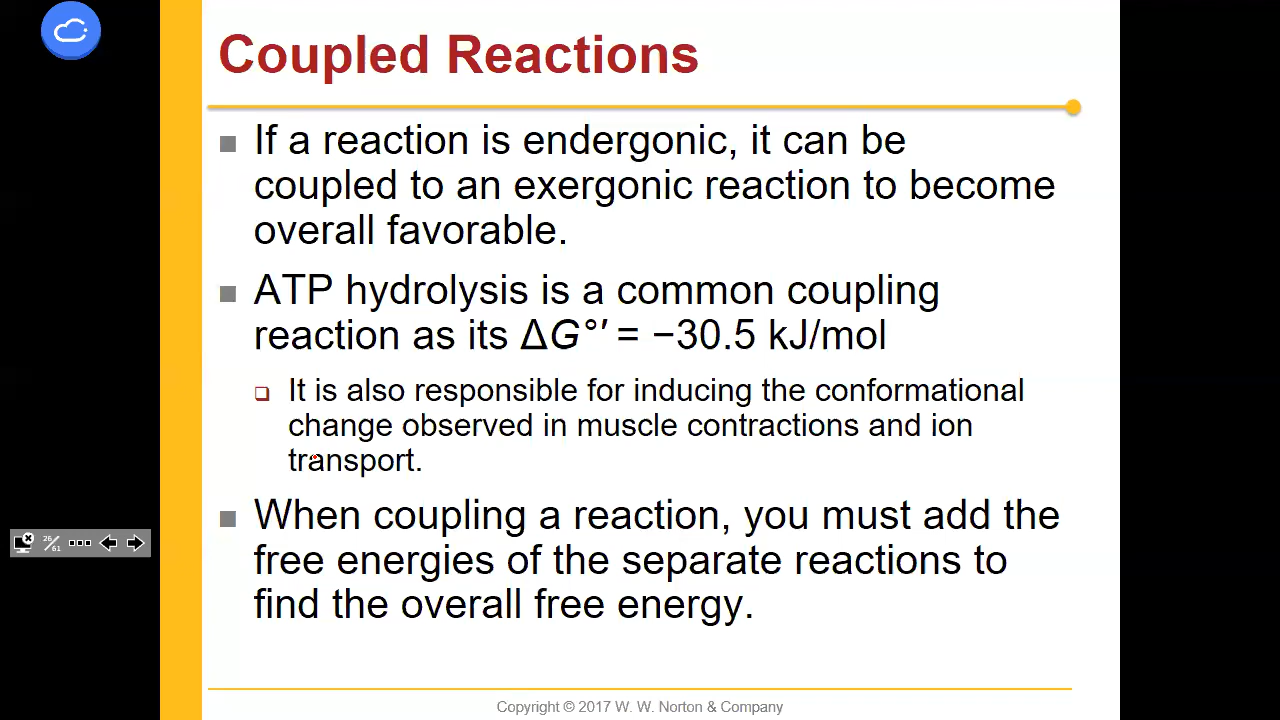 Coupled Reactions
If a reaction is endergonic, it can be
coupled to an exergonic reaction to become
overall favorable.
ATP hydrolysis is a common coupling
reaction as its ΔG°′ = −30.5 kJ/mol
It is also responsible for inducing the conformational
change observed in muscle contractions and ion
transport.
26/61
When coupling a reaction, you must add the
free energies of the separate reactions to
find the overall free energy.
Copyright © 2017 W. W. Norton & Company